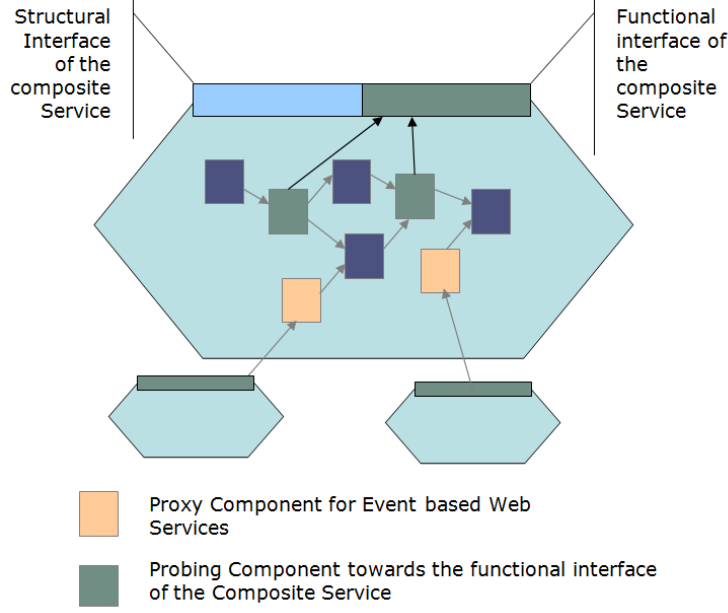 Structural
Interface
of the
composite
Service
Functional
interface of
the
composite
Service
Proxy Component for Event based Web
Services
Probing Component towards the functional interface
of the Composite Service